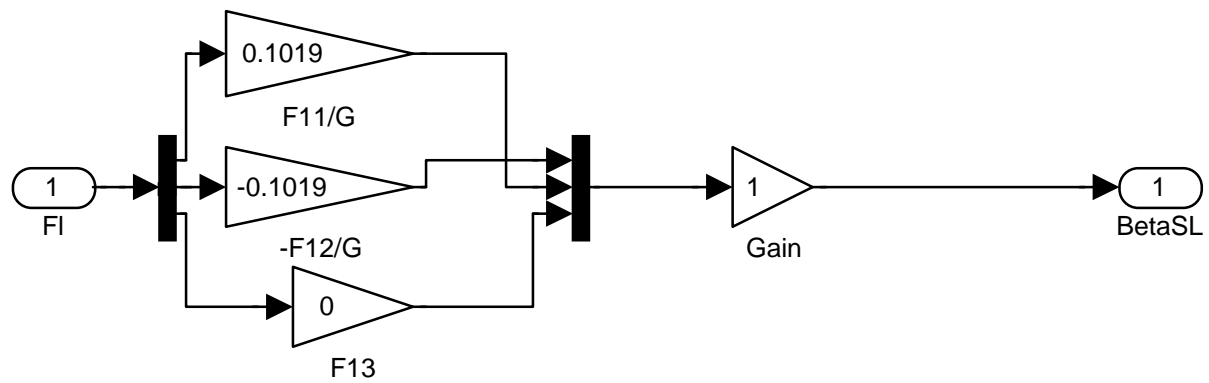 0.1019
F11/G
1
FI
-0.1019
-F12/G
0
F13
1
Gain
1
BetaSL